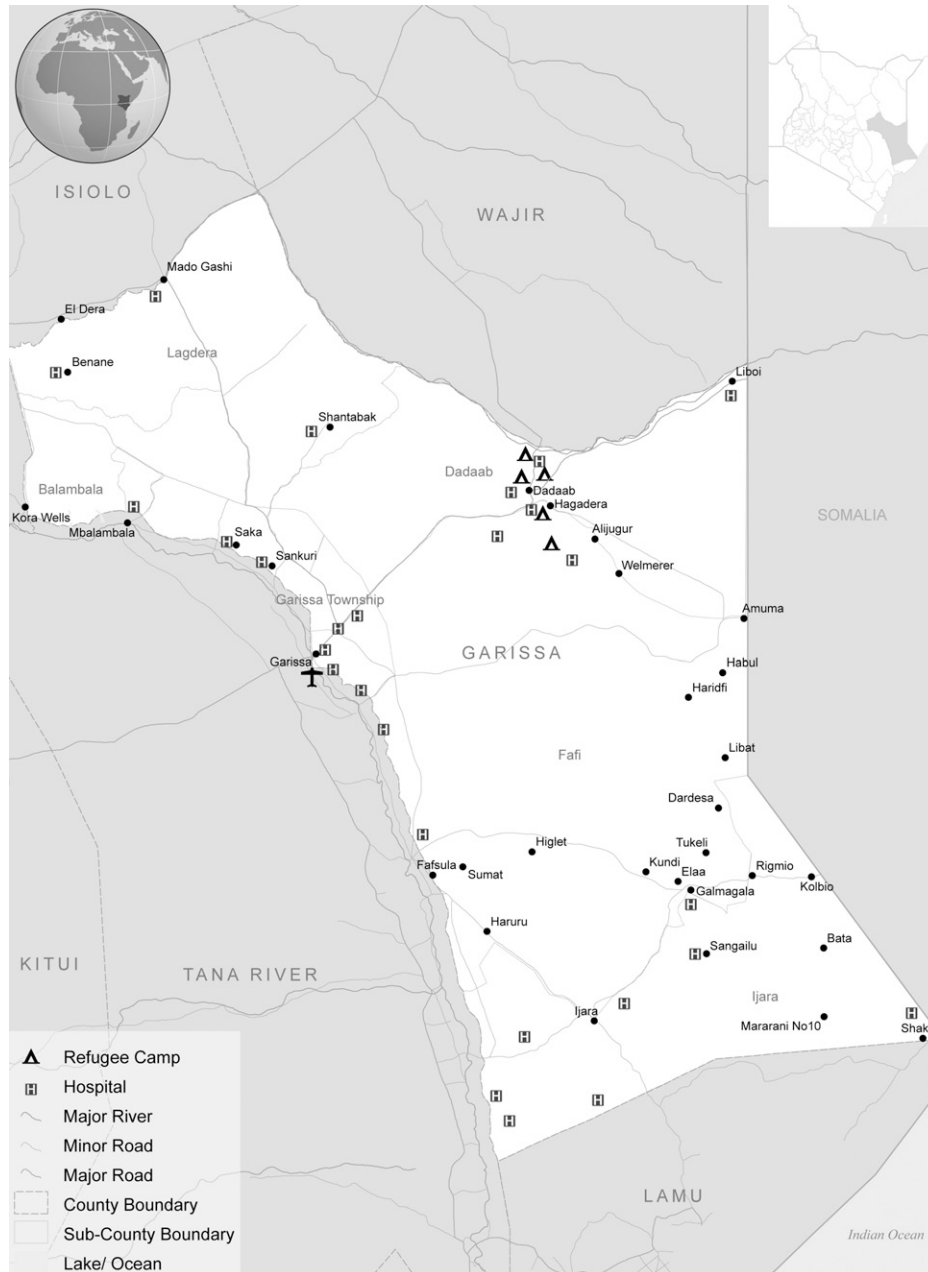 ISIOLO
WAJIR
Mado Gashi
El Dera
Lagdera
Benane
Liboi
Shantabak
Dadaab
Balambala
Dadaab
Hagadera
Kora Wells
Mbalambala
SOMALIA
Saka
Alijugur
Sankuri
Welmerer
Garissa Township
Amuma
Garissa
GARISSA
Habul
Haridfi
Fafi
Libat
Dardesa
Higlet
Tukeli
Fafsula
Sumat
Kundi
Elaa
Rigmio
Galmagala
Kolbio
Haruru
Bata
Sangailu
KITUI
TANA RIVER
Ijara
Ijara
Mararani No10
Shak
Refugee Camp
Hospital
Major River
Minor Road
Major Road
County Boundary
Sub-County Boundary
Lake/ Ocean
LAMU
Indian Ocean